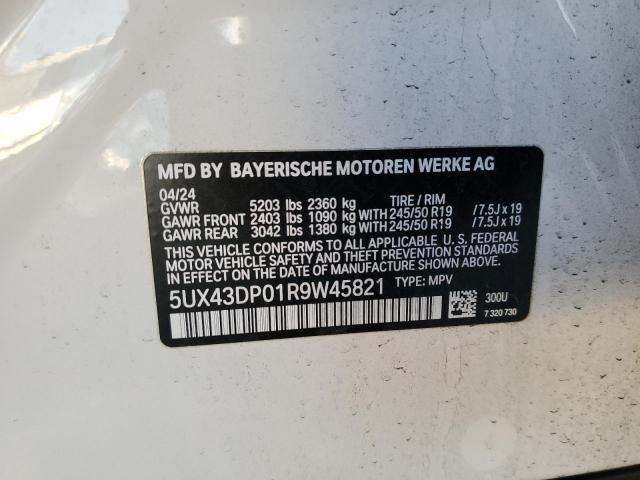 MFD BY BAYERISCHE MOTOREN WERKE AG
04/24
GVWR 5203 lbs 2360 kg TIRE / RIM
GAWR FRONT 2403 lbs 1090 kg WITH 245/50 R19 / 7.5J x 19
GAWR REAR 3042 lbs 1380 kg WITH 245/50 R19 / 7.5J x 19
THIS VEHICLE CONFORMS TO ALL APPLICABLE U. S. FEDERAL
MOTOR VEHICLE SAFETY AND THEFT PREVENTION STANDARDS
IN EFFECT ON THE DATE OF MANUFACTURE SHOWN ABOVE.
5UX43DP01R9W45821 TYPE: MPV
300U
7 320 730